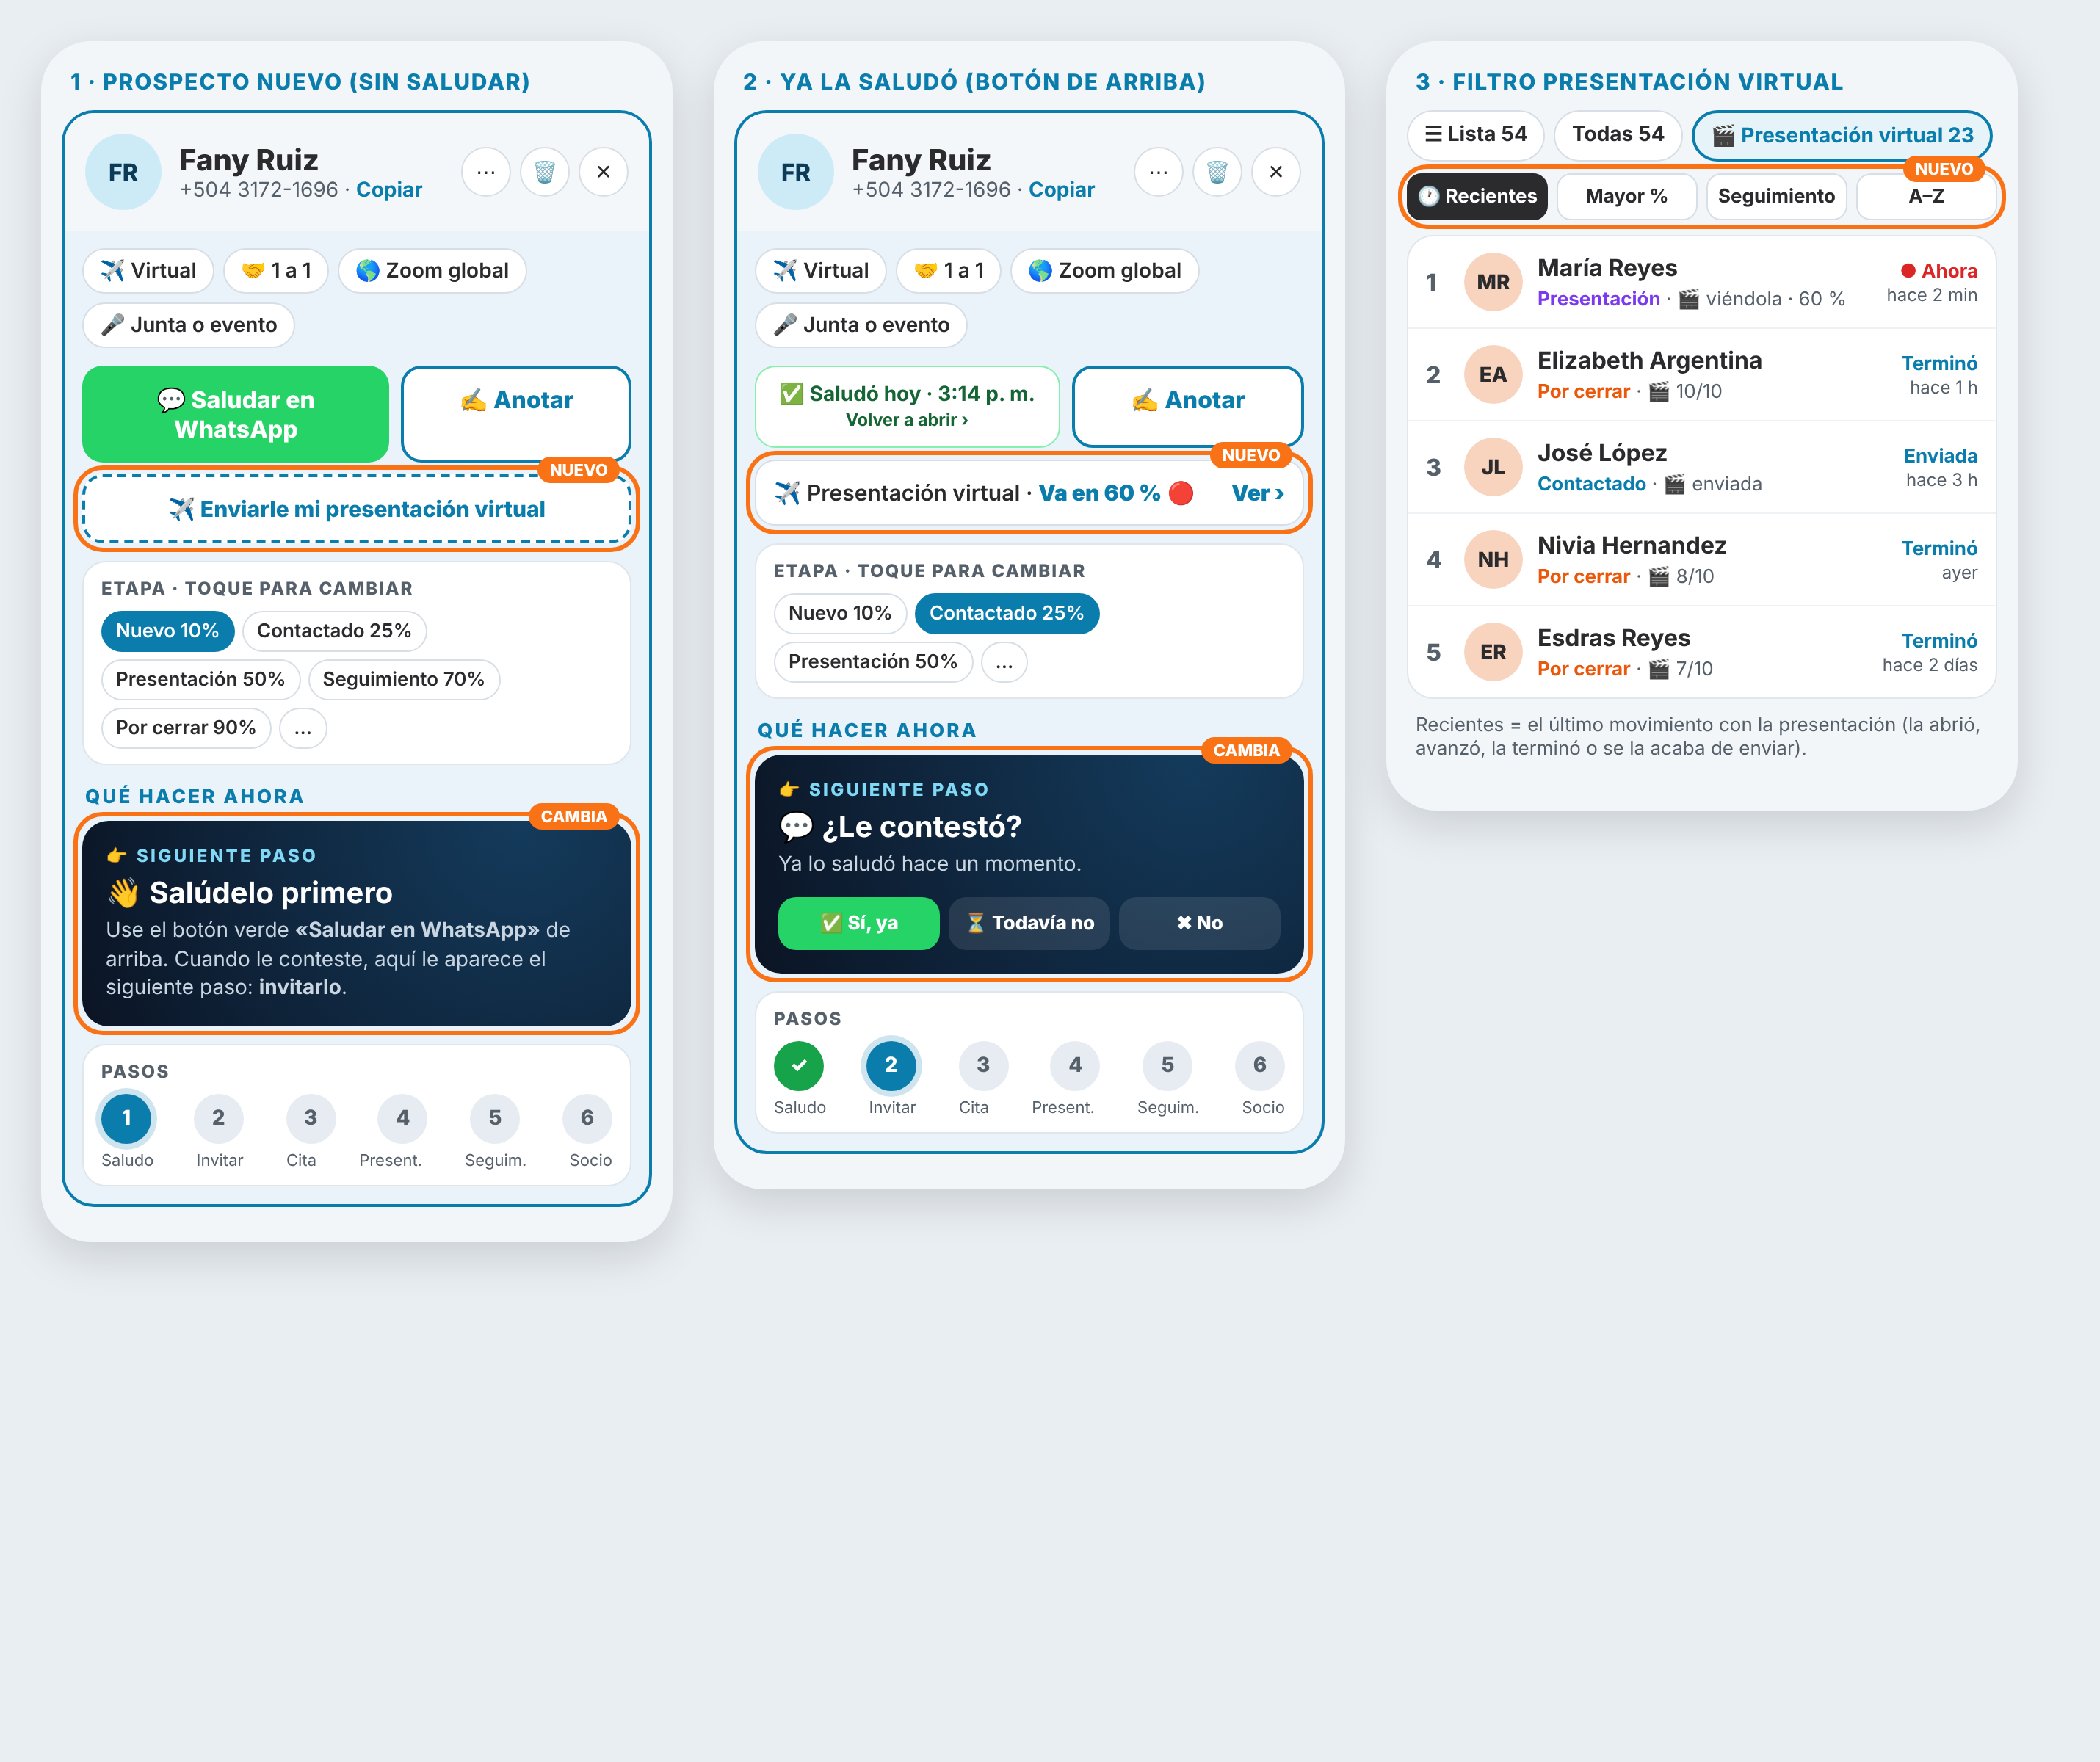 1 · PROSPECTO NUEVO (SIN SALUDAR)
FR
Fany Ruiz
+504 3172-1696 · Copiar
⋯ 🗑️ ✕
✈️ Virtual
🤝 1 a 1
🌎 Zoom global
🎤 Junta o evento
💬 Saludar en
WhatsApp
✍️ Anotar
NUEVO
✈️ Enviarle mi presentación virtual
ETAPA · TOQUE PARA CAMBIAR
Nuevo 10%
Contactado 25%
Presentación 50%
Seguimiento 70%
Por cerrar 90%
...
QUÉ HACER AHORA
CAMBIA
👉 SIGUIENTE PASO
👋 Salúdelo primero
Use el botón verde «Saludar en WhatsApp» de
arriba. Cuando le conteste, aquí le aparece el
siguiente paso: invitarlo.
PASOS
1 2 3 4 5 6
Saludo Invitar Cita Present. Seguim. Socio
2 · YA LA SALUDÓ (BOTÓN DE ARRIBA)
FR
Fany Ruiz
+504 3172-1696 · Copiar
⋯ 🗑️ ✕
✈️ Virtual
🤝 1 a 1
🌎 Zoom global
🎤 Junta o evento
✅ Saludó hoy · 3:14 p. m.
Volver a abrir ›
✍️ Anotar
NUEVO
✈️ Presentación virtual · Va en 60 % 🔴 Ver ›
ETAPA · TOQUE PARA CAMBIAR
Nuevo 10%
Contactado 25%
Presentación 50%
...
QUÉ HACER AHORA
CAMBIA
👉 SIGUIENTE PASO
💬 ¿Le contestó?
Ya lo saludó hace un momento.
✅ Sí, ya
⏳ Todavía no
✖ No
PASOS
✓ 2 3 4 5 6
Saludo Invitar Cita Present. Seguim. Socio
3 · FILTRO PRESENTACIÓN VIRTUAL
☰ Lista 54
Todas 54
🎬 Presentación virtual 23
NUEVO
🕐 Recientes
Mayor %
Seguimiento
A–Z
1 MR María Reyes ● Ahora
Presentación · 🎬 viéndola · 60 % hace 2 min
2 EA Elizabeth Argentina Terminó
Por cerrar · 🎬 10/10 hace 1 h
3 JL José López Enviada
Contactado · 🎬 enviada hace 3 h
4 NH Nivia Hernandez Terminó
Por cerrar · 🎬 8/10 ayer
5 ER Esdras Reyes Terminó
Por cerrar · 🎬 7/10 hace 2 días
Recientes = el último movimiento con la presentación (la abrió,
avanzó, la terminó o se la acaba de enviar).